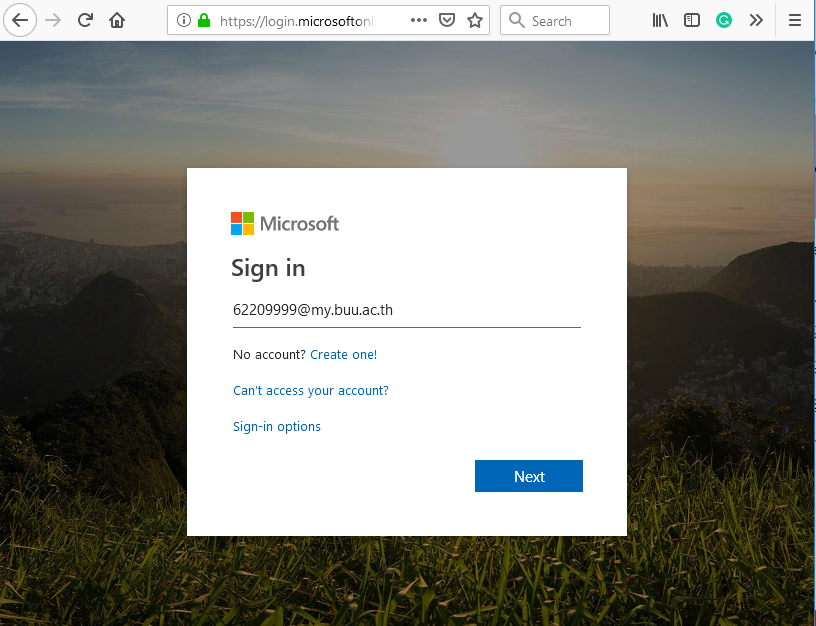 https://login.microsofton
Search
Microsoft
Sign in
62209999@my.buu.ac.th
No account? Create one!
Can't access your account?
Sign-in options
Next